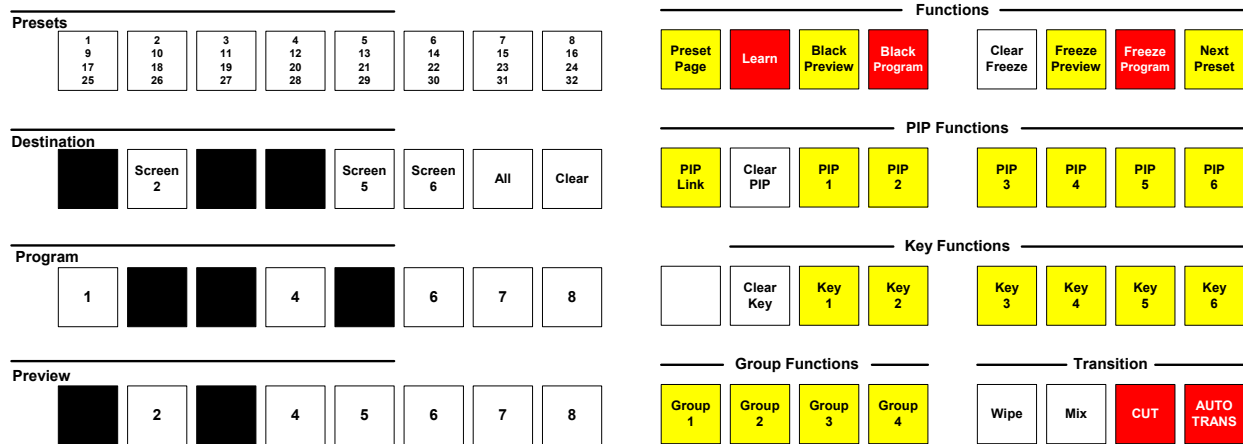 Presets
1 2 3 4 5 6 7 8
9 10 11 12 13 14 15 16
17 18 19 20 21 22 23 24
25 26 27 28 29 30 31 32
Destination
Screen 2
Screen 5
Screen 6
All
Clear
Program
1 4 6 7 8
Preview
2 4 5 6 7 8
Functions
Preset
Page
Learn
Black
Preview
Black
Program
Clear
Freeze
Freeze
Preview
Freeze
Program
Next
Preset
PIP Functions
PIP
Link
Clear
PIP
PIP
1
PIP
2
PIP
3
PIP
4
PIP
5
PIP
6
Key Functions
Clear
Key
Key
1
Key
2
Key
3
Key
4
Key
5
Key
6
Group Functions
Group
1
Group
2
Group
3
Group
4
Transition
Wipe
Mix
CUT
AUTO
TRANS